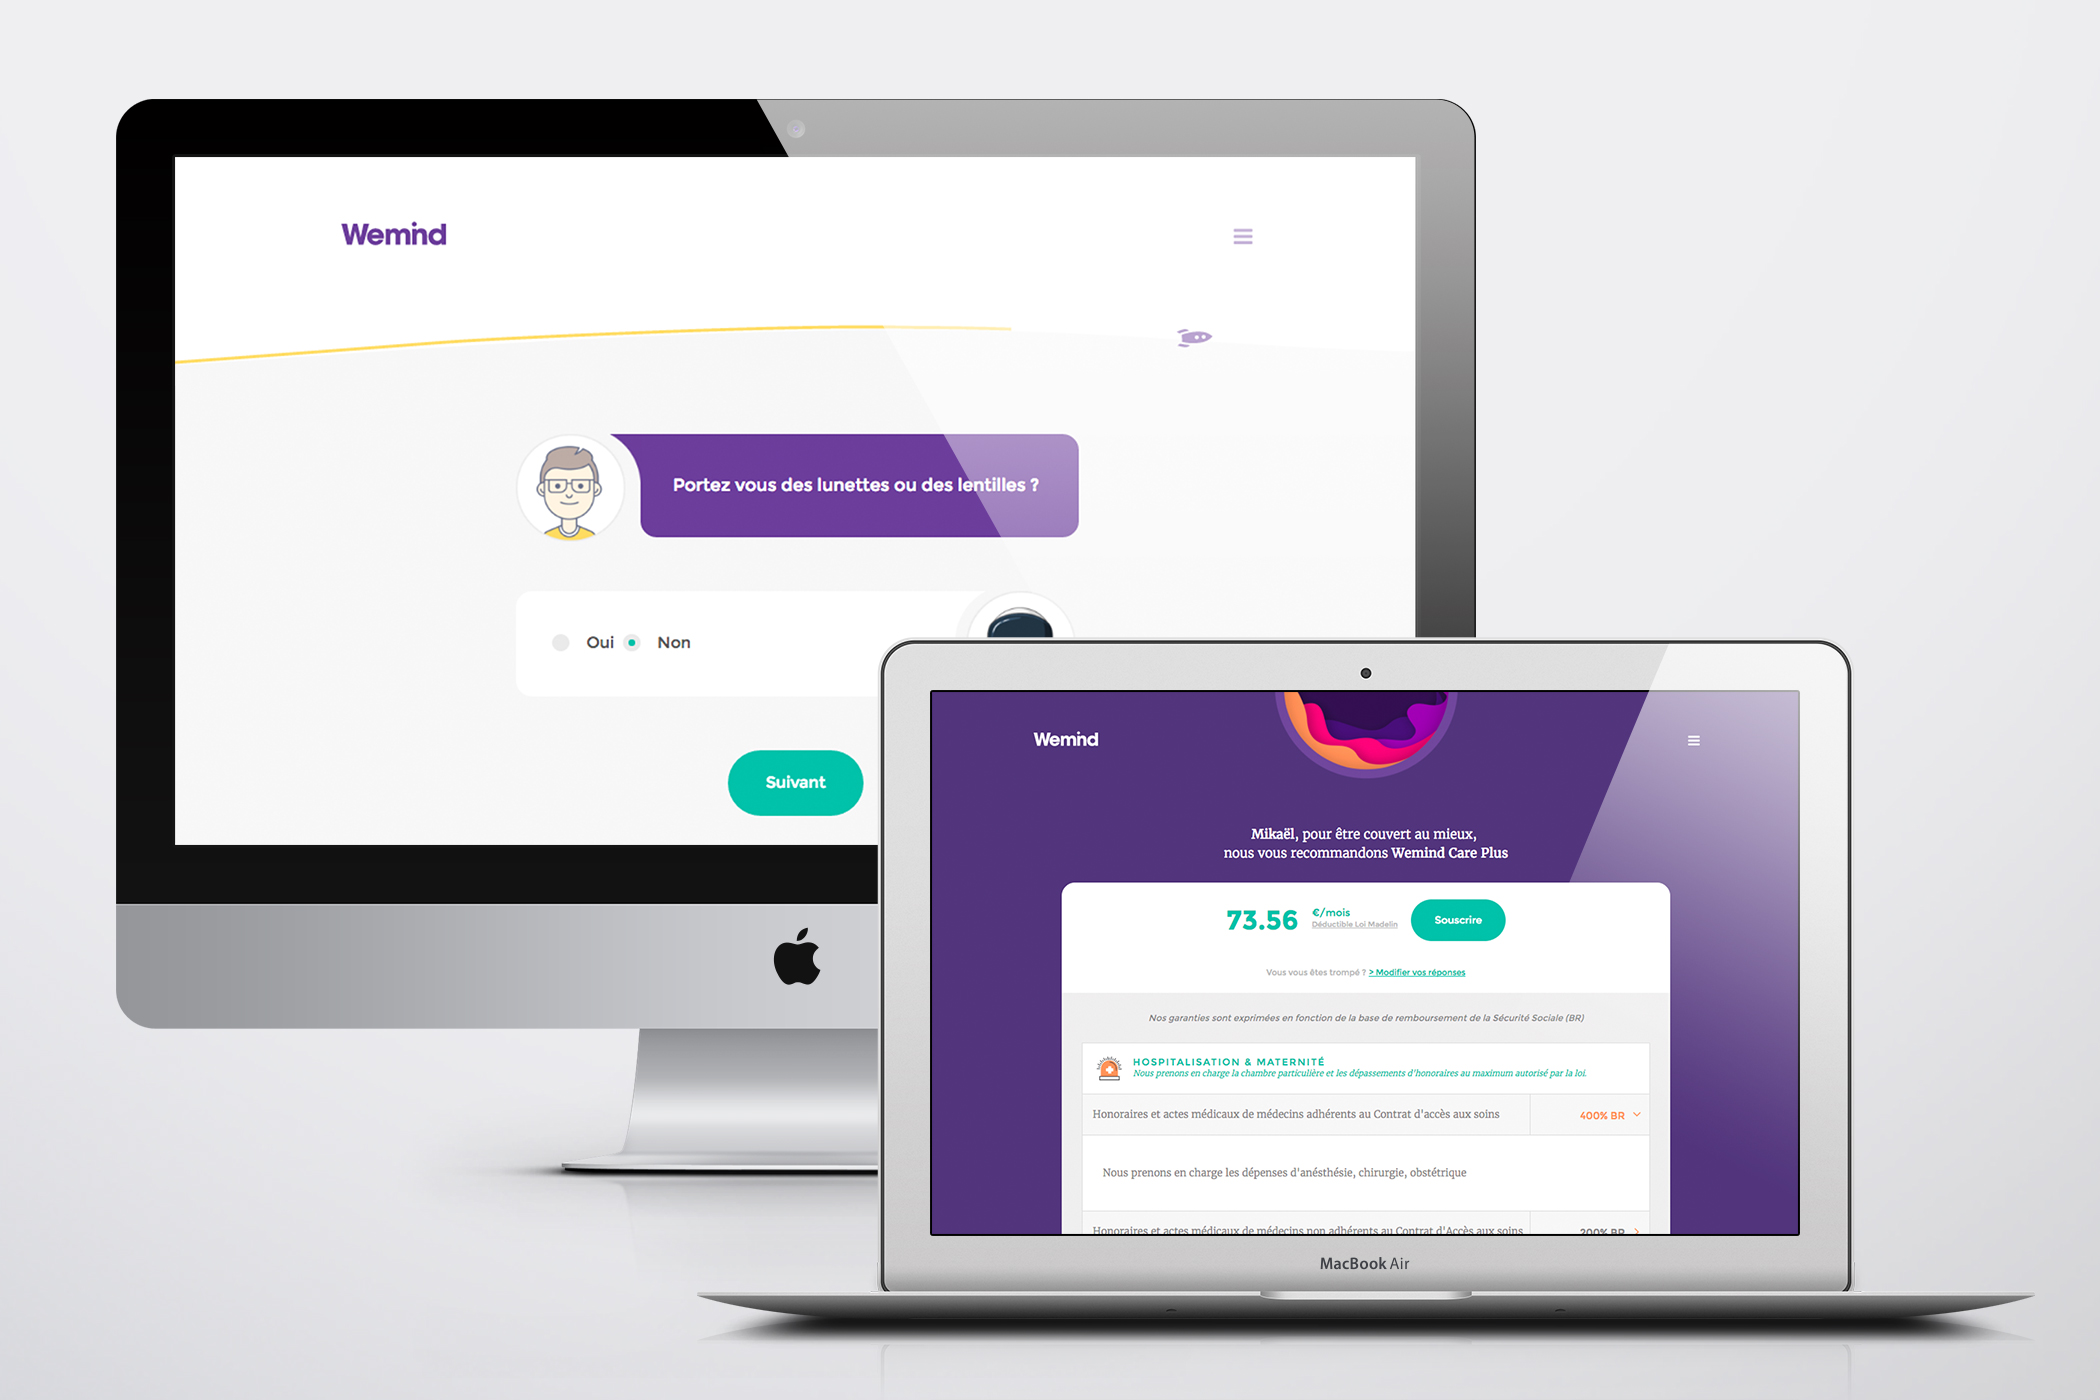 Wemind
Portez vous des lunettes ou des lentilles ?
Oui Non
Suivant
Wemind
Mikaël, pour être couvert au mieux,
nous vous recommandons Wemind Care Plus
73.56 €/mois
Déductible Loi Madelin
Souscrire
Vous vous êtes trompé ? > Modifier vos réponses
Nos garanties sont exprimées en fonction de la base de remboursement de la Sécurité Sociale (BR)
HOSPITALISATION & MATERNITÉ
Nous prenons en charge la chambre particulière et les dépassements d'honoraires au maximum autorisé par la loi.
Honoraires et actes médicaux de médecins adhérents au Contrat d'accès aux soins 400% BR
Nous prenons en charge les dépenses d'anésthésie, chirurgie, obstétrique
Honoraires et actes médicaux de médecins non adhérents au Contrat d'Accès aux soins 200% BR
MacBook Air